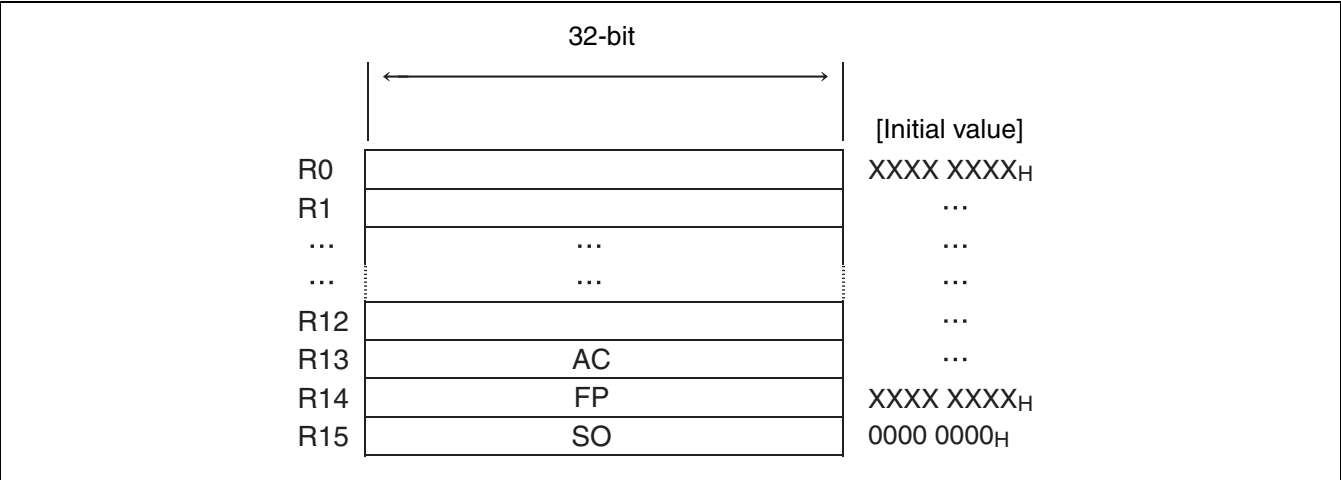 32-bit
[Initial value]
R0 XXXX XXXXH
R1 ...
... ... ...
... ... ...
R12 ...
R13 AC ...
R14 FP XXXX XXXXH
R15 SO 0000 0000H